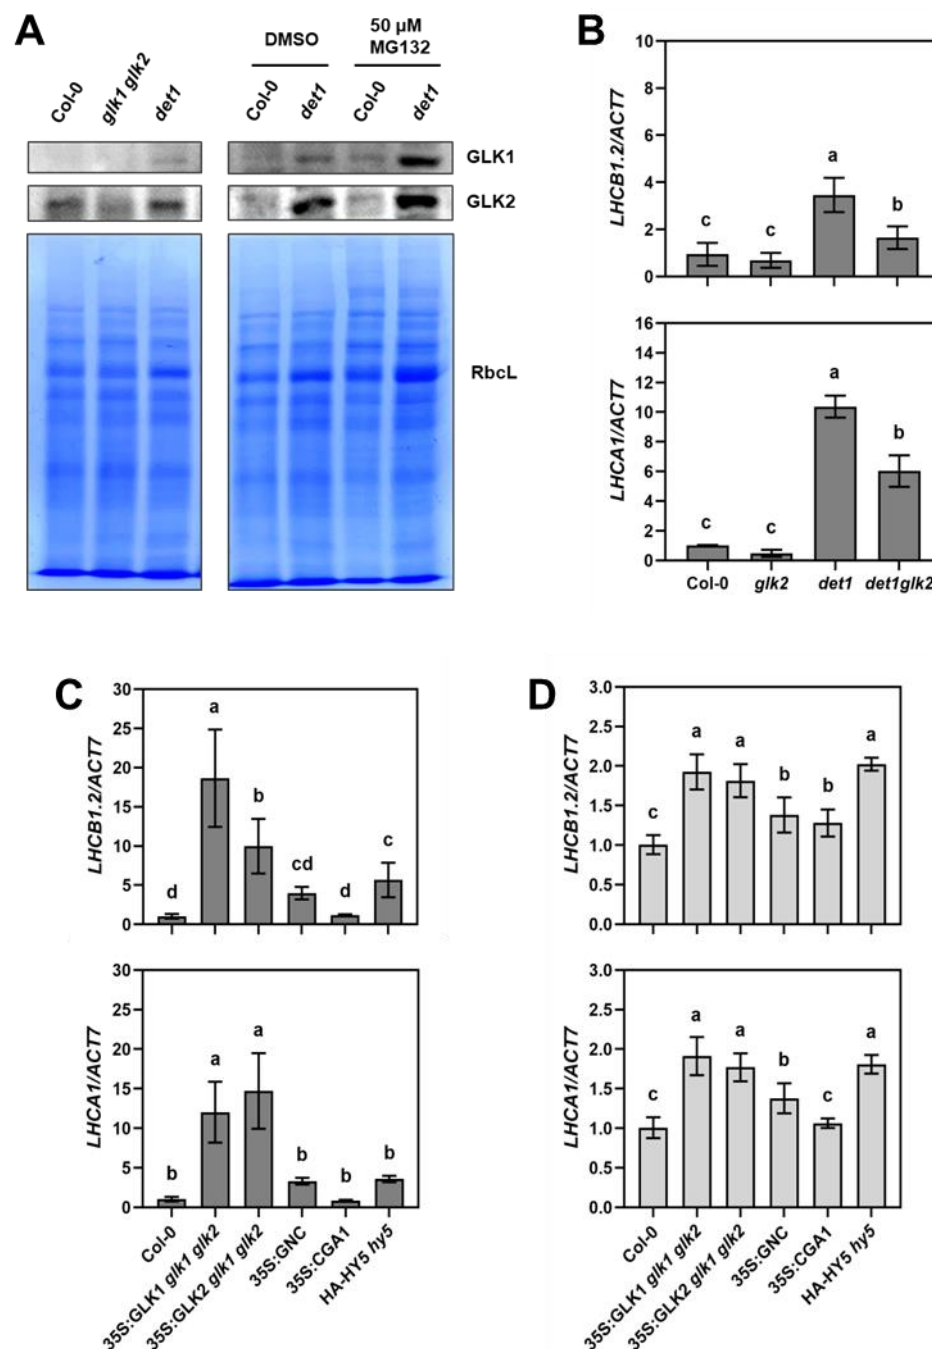 A
DMSO
50 µM
MG132
Col-0
glk1 glk2
det1
Col-0
det1
Col-0
det1
GLK1
GLK2
RbcL
B
LHCB1.2/ACT7
10
8
6
4
2
0
c
c
a
b
LHCA1/ACT7
16
14
12
10
8
6
4
2
0
c
c
a
b
Col-0
glk2
det1
det1glk2
C
LHCB1.2/ACT7
30
25
20
15
10
5
0
d
a
b
cd
d
c
LHCA1/ACT7
30
25
20
15
10
5
0
b
a
a
b
b
b
Col-0
35S:GLK1 glk1 glk2
35S:GLK2 glk1 glk2
35S:GNC
35S:CGA1
HA-HY5 hy5
D
LHCB1.2/ACT7
3.0
2.5
2.0
1.5
1.0
0.5
0.0
c
a
a
b
b
a
LHCA1/ACT7
3.0
2.5
2.0
1.5
1.0
0.5
0.0
c
a
a
b
c
a
Col-0
35S:GLK1 glk1 glk2
35S:GLK2 glk1 glk2
35S:GNC
35S:CGA1
HA-HY5 hy5